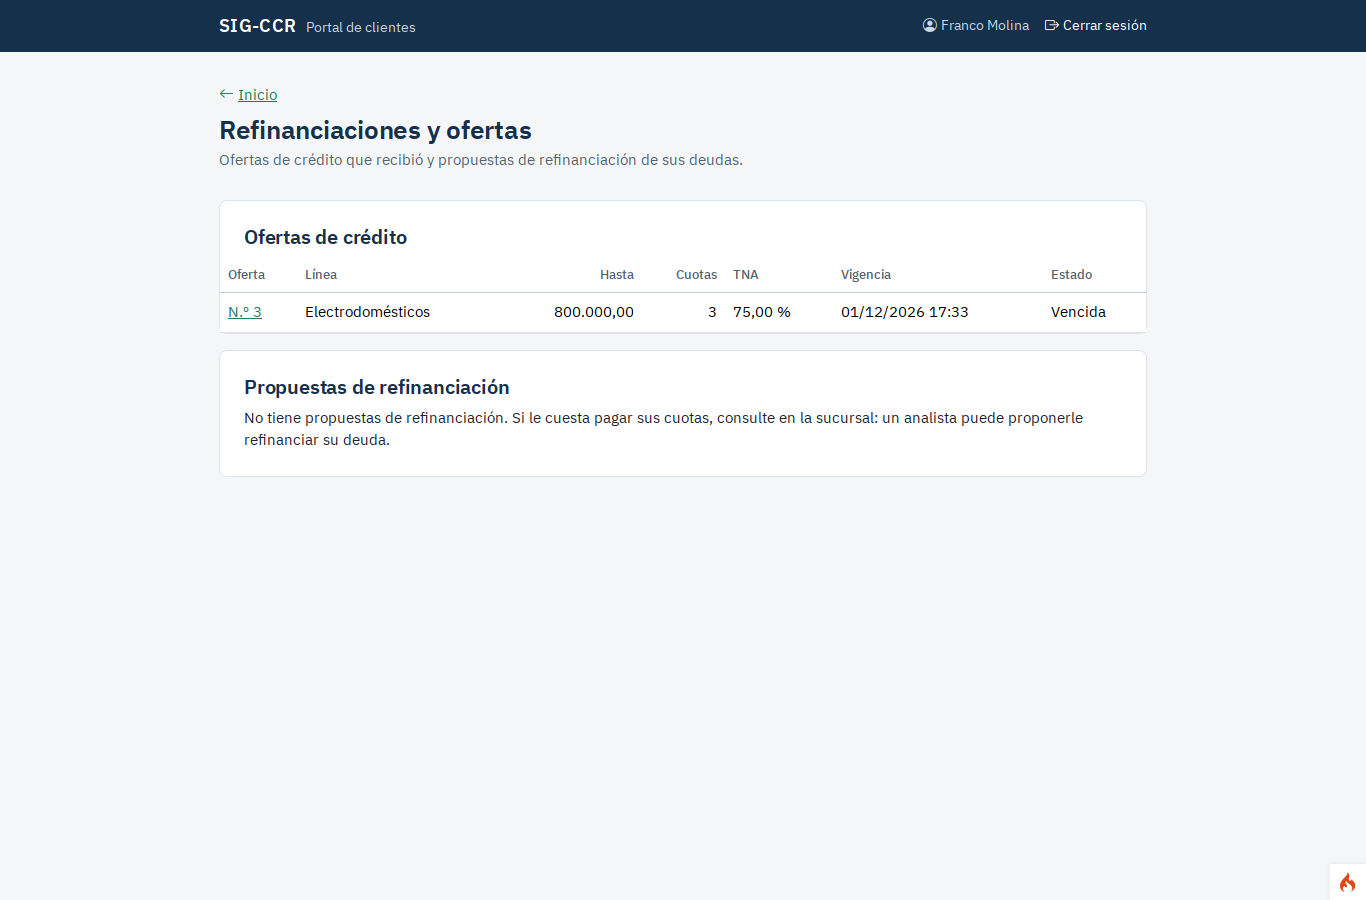 SIG-CCR Portal de clientes
Franco Molina Cerrar sesión
← Inicio
Refinanciaciones y ofertas
Ofertas de crédito que recibió y propuestas de refinanciación de sus deudas.
Ofertas de crédito
Oferta Línea Hasta Cuotas TNA Vigencia Estado
N.º 3 Electrodomésticos 800.000,00 3 75,00 % 01/12/2026 17:33 Vencida
Propuestas de refinanciación
No tiene propuestas de refinanciación. Si le cuesta pagar sus cuotas, consulte en la sucursal: un analista puede proponerle
refinanciar su deuda.